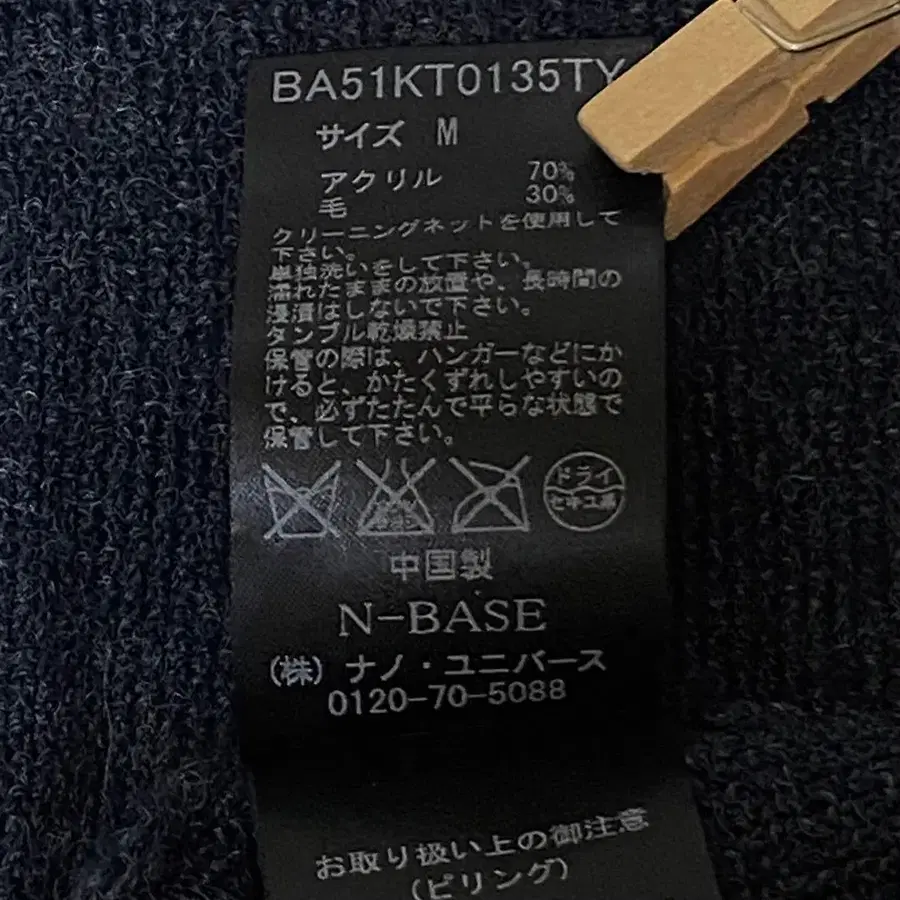 BA51KT0135TY
サイズ M
アクリル 70%
毛 30%
クリーニングネットを使用して
下さい。
単独洗いをして下さい。
濡れたままの放置や、長時間の
浸漬はしないで下さい。
タンブル乾燥禁止
保管の際は、ハンガーなどにか
けると、かたくずれしやすいの
で、必ずたたんで平らな状態で
保管して下さい。
ドライ
セキユ系
中国製
N-BASE
(株) ナノ・ユニバース
0120-70-5088
お取り扱い上の御注意
(ピリング)